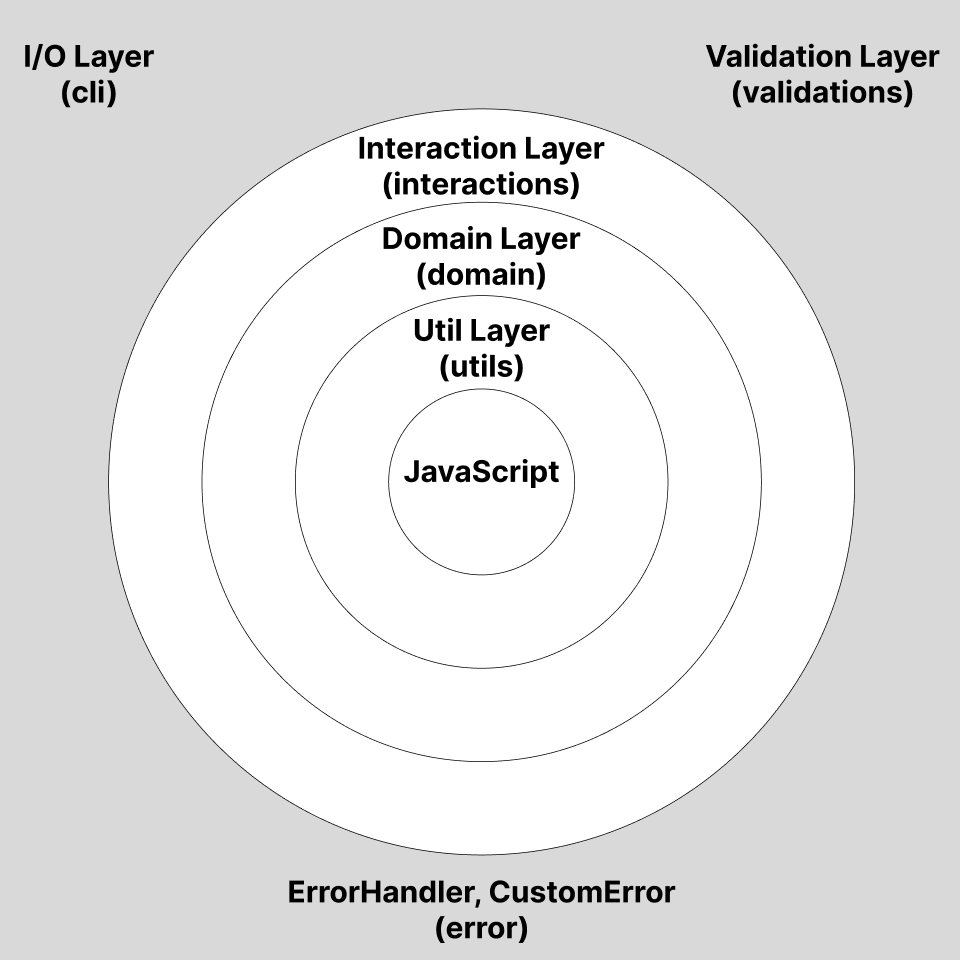 I/O Layer
(cli)
Validation Layer
(validations)
Interaction Layer
(interactions)
Domain Layer
(domain)
Util Layer
(utils)
JavaScript
ErrorHandler, CustomError
(error)